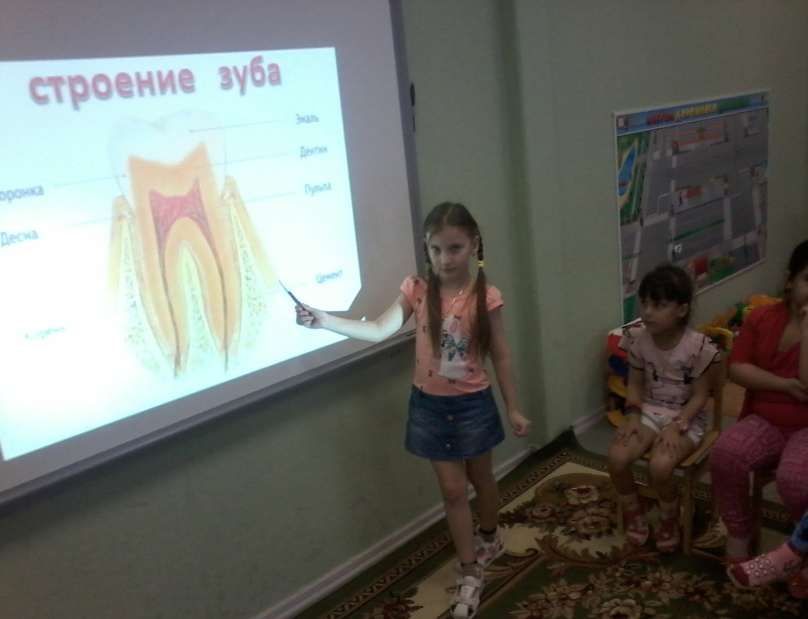 строение зуба
Эмаль
Дентин
оронка
Пульпа
Десна
Цемент